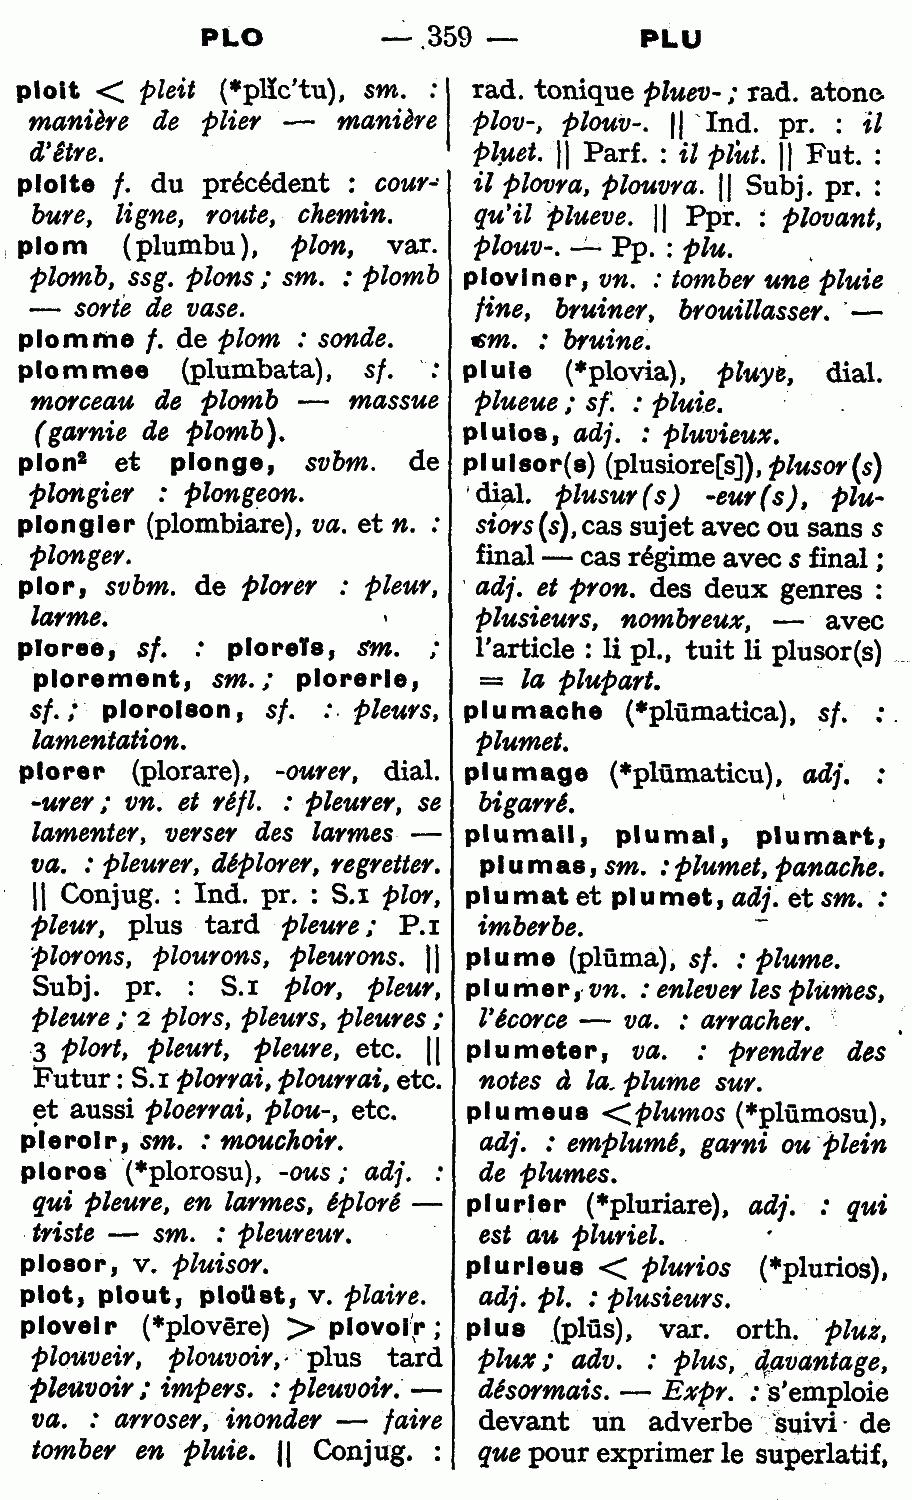 PLO — 359 — PLU
ploit < pleit (*plĭc'tu), sm. :
manière de plier — manière
d'être.
ploite f. du précédent : cour-
bure, ligne, route, chemin.
plom (plumbu), plon, var.
plomb, ssg. plons ; sm. : plomb
— sorte de vase.
plomme f. de plom : sonde.
plommee (plumbata), sf. :
morceau de plomb — massue
(garnie de plomb).
plon² et plonge, svbm. de
plongier : plongeon.
plongier (plombiare), va. et n. :
plonger.
plor, svbm. de plorer : pleur,
larme.
ploree, sf. : ploreïs, sm. ;
plorement, sm. ; plorerie,
sf. ; ploroison, sf. : pleurs,
lamentation.
plorer (plorare), -ourer, dial.
-urer ; vn. et réfl. : pleurer, se
lamenter, verser des larmes —
va. : pleurer, déplorer, regretter.
|| Conjug. : Ind. pr. : S.1 plor,
pleur, plus tard pleure ; P.1
plorons, plourons, pleurons. ||
Subj. pr. : S.1 plor, pleur,
pleure ; 2 plors, pleurs, pleures ;
3 plort, pleurt, pleure, etc. ||
Futur : S.1 plorrai, plourrai, etc.
et aussi ploerrai, plou-, etc.
pleroir, sm. : mouchoir.
ploros (*plorosu), -ous ; adj. :
qui pleure, en larmes, éploré —
triste — sm. : pleureur.
plosor, v. pluisor.
plot, plout, ploüst, v. plaire.
ploveir (*plovēre) > plovoir ;
plouveir, plouvoir, plus tard
pleuvoir ; impers. : pleuvoir. —
va. : arroser, inonder — faire
tomber en pluie. || Conjug. :
rad. tonique pluev- ; rad. atone
plov-, plouv-. || Ind. pr. : il
pluet. || Parf. : il plut. || Fut. :
il plovra, plouvra. || Subj. pr. :
qu'il plueve. || Ppr. : plovant,
plouv-. — Pp. : plu.
ploviner, vn. : tomber une pluie
fine, bruiner, brouillasser. —
sm. : bruine.
pluie (*plovia), pluye, dial.
plueue ; sf. : pluie.
pluios, adj. : pluvieux.
pluisor(s) (plusiore[s]), plusor(s)
dial. plusur(s) -eur(s), plu-
siors(s), cas sujet avec ou sans s
final — cas régime avec s final ;
adj. et pron. des deux genres :
plusieurs, nombreux, — avec
l'article : li pl., tuit li plusor(s)
= la plupart.
plumache (*plūmatica), sf. :
plumet.
plumage (*plūmaticu), adj. :
bigarré.
plumail, plumal, plumart,
plumas, sm. : plumet, panache.
plumat et plumet, adj. et sm. :
imberbe.
plume (plūma), sf. : plume.
plumer, vn. : enlever les plumes,
l'écorce — va. : arracher.
plumeter, va. : prendre des
notes à la plume sur.
plumeus < plumos (*plūmosu),
adj. : emplumé, garni ou plein
de plumes.
plurier (*pluriare), adj. : qui
est au pluriel.
plurieus < plurios (*plurios),
adj. pl. : plusieurs.
plus (plūs), var. orth. pluz,
plux ; adv. : plus, davantage,
désormais. — Expr. : s'emploie
devant un adverbe suivi de
que pour exprimer le superlatif,